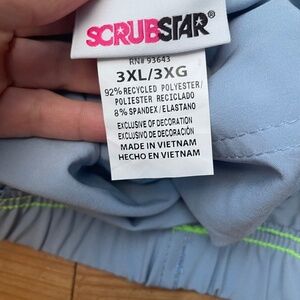 SCRUBSTAR®
RN# 93643
3XL/3XG
92% RECYCLED POLYESTER/
POLIESTER RECICLADO
8% SPANDEX/ELASTANO
EXCLUSIVE OF DECORATION
EXCLUSIVO DE DECORACIÓN
MADE IN VIETNAM
HECHO EN VIETNAM